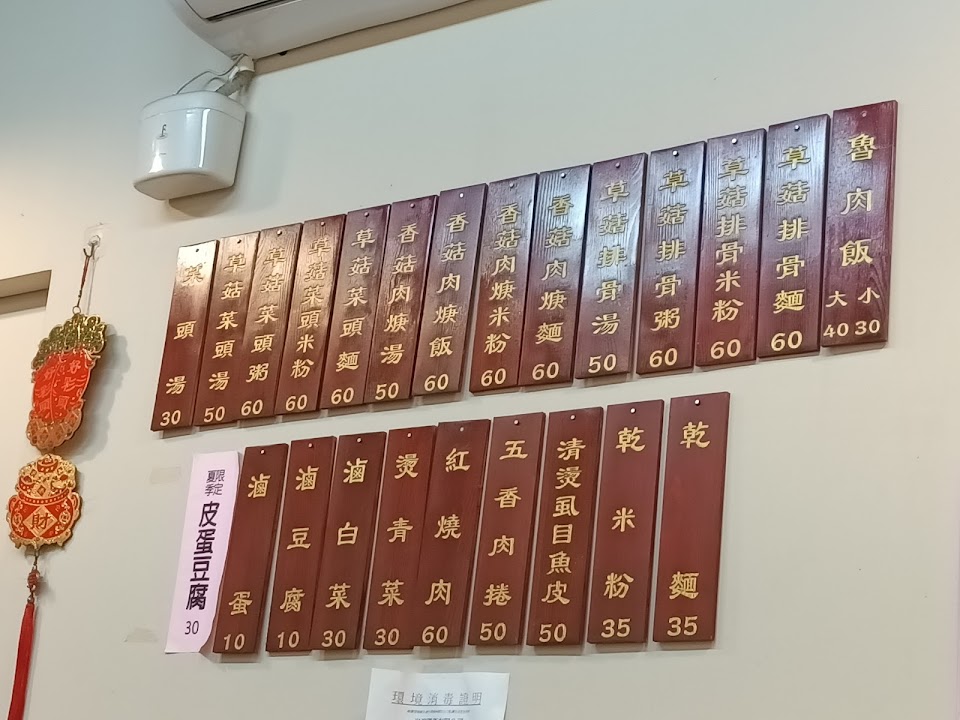 魯肉飯 大40 小30
草菇排骨麵 60
草菇排骨米粉 60
草菇排骨粥 60
草菇排骨湯 50
香菇肉焿麵 60
香菇肉焿米粉 60
香菇肉焿飯 60
香菇肉焿湯 50
草菇菜頭麵 60
草菇菜頭米粉 60
草菇菜頭粥 60
草菇菜頭湯 50
菜頭湯 30
乾麵 35
乾米粉 35
清燙虱目魚皮 50
五香肉捲 50
紅燒肉 60
燙青菜 30
滷白菜 30
滷豆腐 10
滷蛋 10
夏季限定 皮蛋豆腐 30
財
環境消毒證明